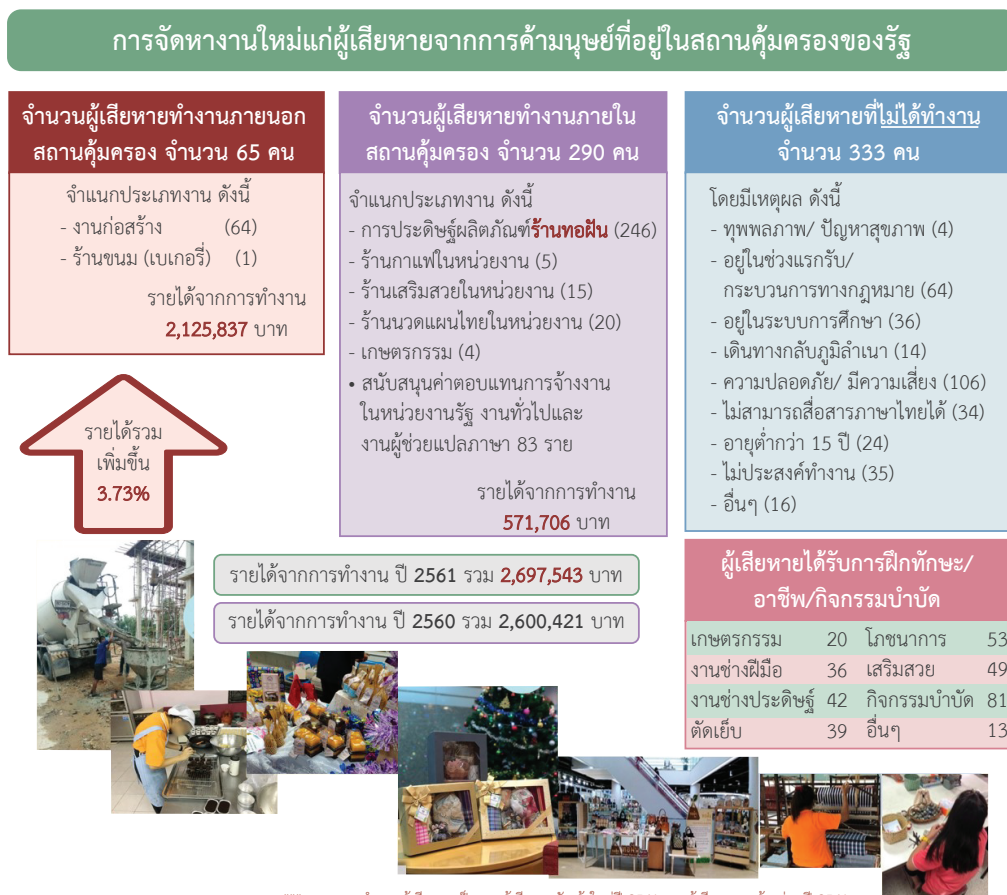 การจัดหางานใหม่แก่ผู้เสียหายจากการค้ามนุษย์ที่อยู่ในสถานคุ้มครองของรัฐ
จำนวนผู้เสียหายทำงานภายนอก
สถานคุ้มครอง จำนวน 65 คน
จำแนกประเภทงาน ดังนี้
- งานก่อสร้าง (64)
- ร้านขนม (เบเกอรี่) (1)
รายได้จากการทำงาน
2,125,837 บาท
รายได้รวม
เพิ่มขึ้น
3.73%
จำนวนผู้เสียหายทำงานภายใน
สถานคุ้มครอง จำนวน 290 คน
จำแนกประเภทงาน ดังนี้
- การประดิษฐ์ผลิตภัณฑ์ร้านทอฝัน (246)
- ร้านกาแฟในหน่วยงาน (5)
- ร้านเสริมสวยในหน่วยงาน (15)
- ร้านนวดแผนไทยในหน่วยงาน (20)
- เกษตรกรรม (4)
• สนับสนุนค่าตอบแทนการจ้างงาน
ในหน่วยงานรัฐ งานทั่วไปและ
งานผู้ช่วยแปลภาษา 83 ราย
รายได้จากการทำงาน
571,706 บาท
จำนวนผู้เสียหายที่ไม่ได้ทำงาน
จำนวน 333 คน
โดยมีเหตุผล ดังนี้
- ทุพพลภาพ/ ปัญหาสุขภาพ (4)
- อยู่ในช่วงแรกรับ/
กระบวนการทางกฎหมาย (64)
- อยู่ในระบบการศึกษา (36)
- เดินทางกลับภูมิลำเนา (14)
- ความปลอดภัย/ มีความเสี่ยง (106)
- ไม่สามารถสื่อสารภาษาไทยได้ (34)
- อายุต่ำกว่า 15 ปี (24)
- ไม่ประสงค์ทำงาน (35)
- อื่นๆ (16)
รายได้จากการทำงาน ปี 2561 รวม 2,697,543 บาท
รายได้จากการทำงาน ปี 2560 รวม 2,600,421 บาท
ผู้เสียหายได้รับการฝึกทักษะ/
อาชีพ/กิจกรรมบำบัด
เกษตรกรรม 20 โภชนาการ 53
งานช่างฝีมือ 36 เสริมสวย 49
งานช่างประดิษฐ์ 42 กิจกรรมบำบัด 81
ตัดเย็บ 39 อื่นๆ 13